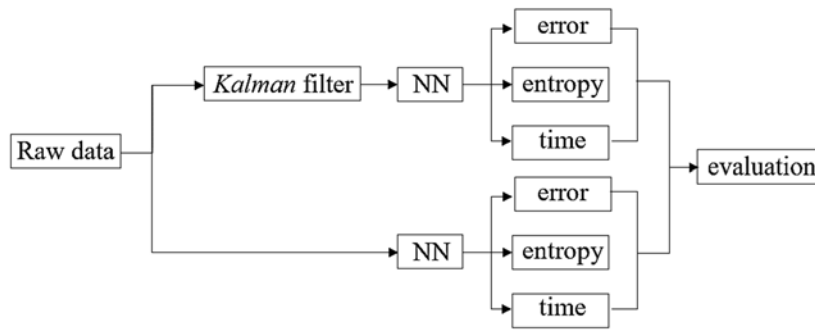 error
Kalman filter
NN
entropy
time
Raw data
evaluation
error
NN
entropy
time